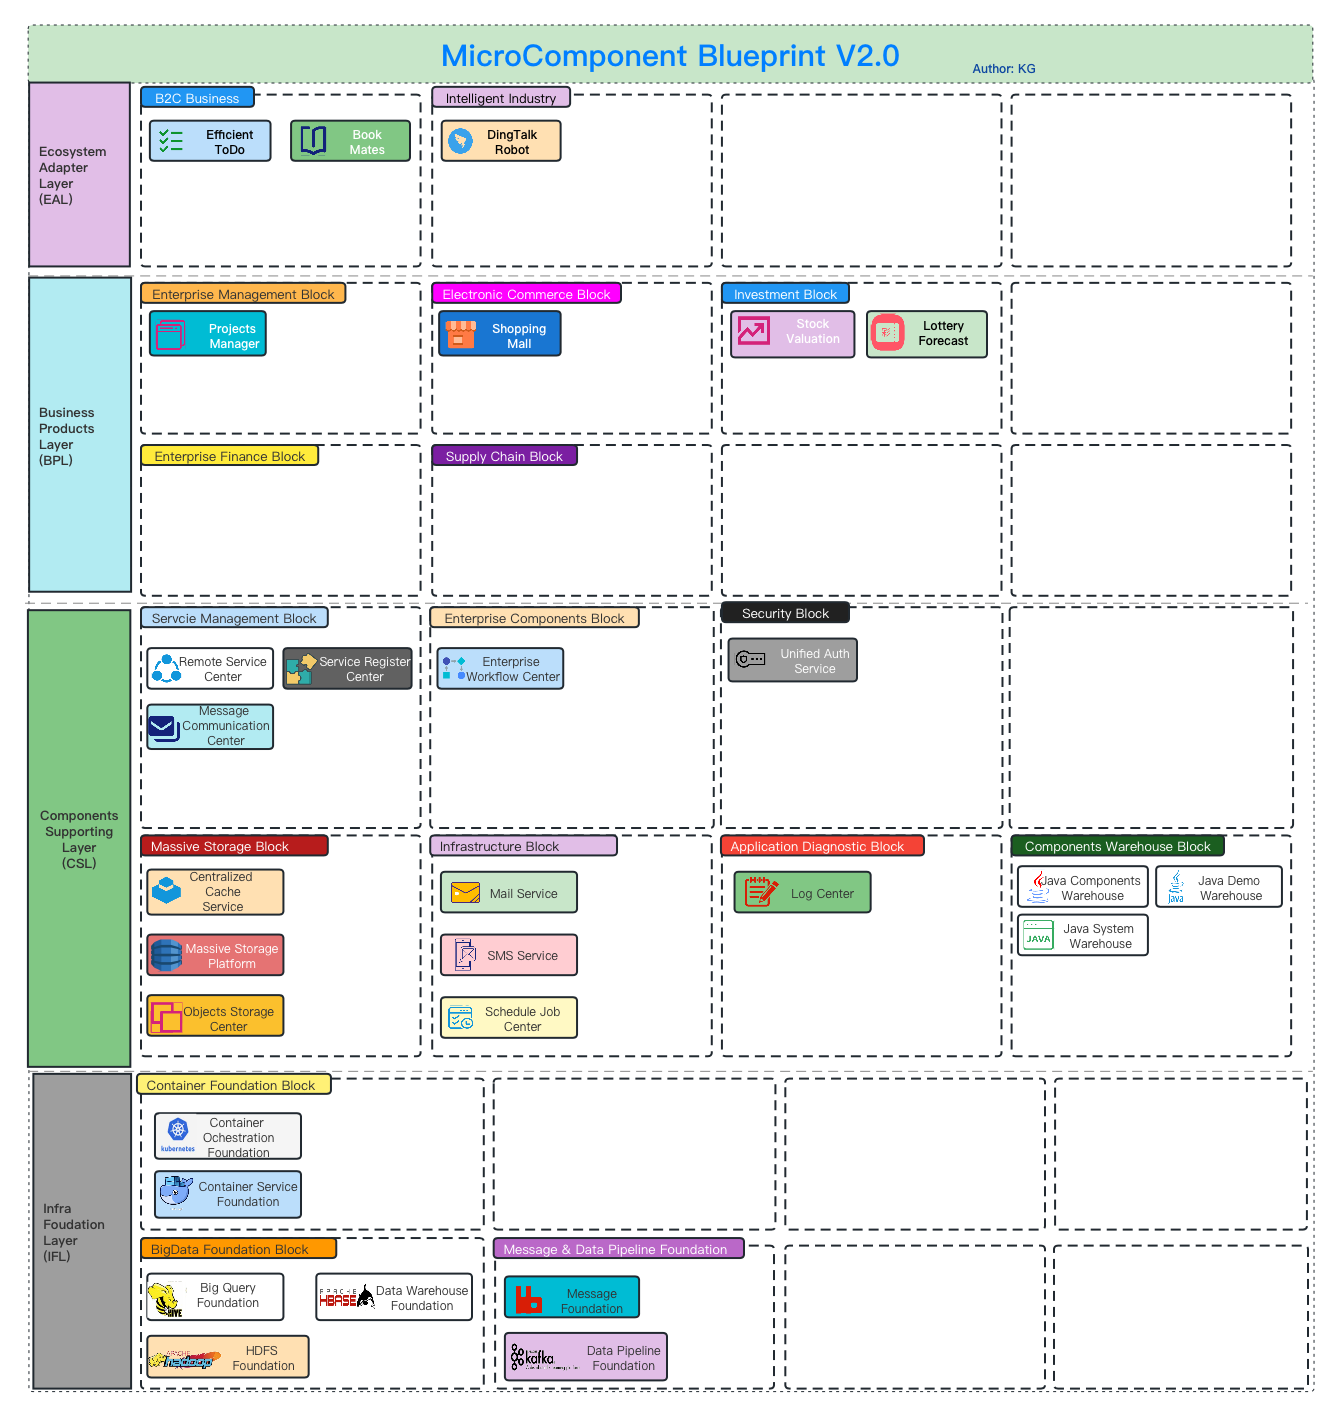 MicroComponent Blueprint V2.0
Author: KG
Ecosystem
Adapter
Layer
(EAL)
B2C Business
Efficient
ToDo
Book
Mates
Intelligent Industry
DingTalk
Robot
Business
Products
Layer
(BPL)
Enterprise Management Block
Projects
Manager
Electronic Commerce Block
Shopping
Mall
Investment Block
Stock
Valuation
Lottery
Forecast
Enterprise Finance Block
Supply Chain Block
Components
Supporting
Layer
(CSL)
Servcie Management Block
Remote Service
Center
Service Register
Center
Message
Communication
Center
Enterprise Components Block
Enterprise
Workflow Center
Security Block
Unified Auth
Service
Massive Storage Block
Centralized
Cache
Service
Massive Storage
Platform
Objects Storage
Center
Infrastructure Block
Mail Service
SMS Service
Schedule Job
Center
Application Diagnostic Block
Log Center
Components Warehouse Block
Java Components
Warehouse
Java
Java Demo
Warehouse
JAVA
Java System
Warehouse
Infra
Foudation
Layer
(IFL)
Container Foundation Block
kubernetes
Container
Ochestration
Foundation
Container Service
Foundation
BigData Foundation Block
HIVE
Big Query
Foundation
APACHE
HBASE
Data Warehouse
Foundation
APACHE
hadoop
HDFS
Foundation
Message & Data Pipeline Foundation
Message
Foundation
kafka
Data Pipeline
Foundation